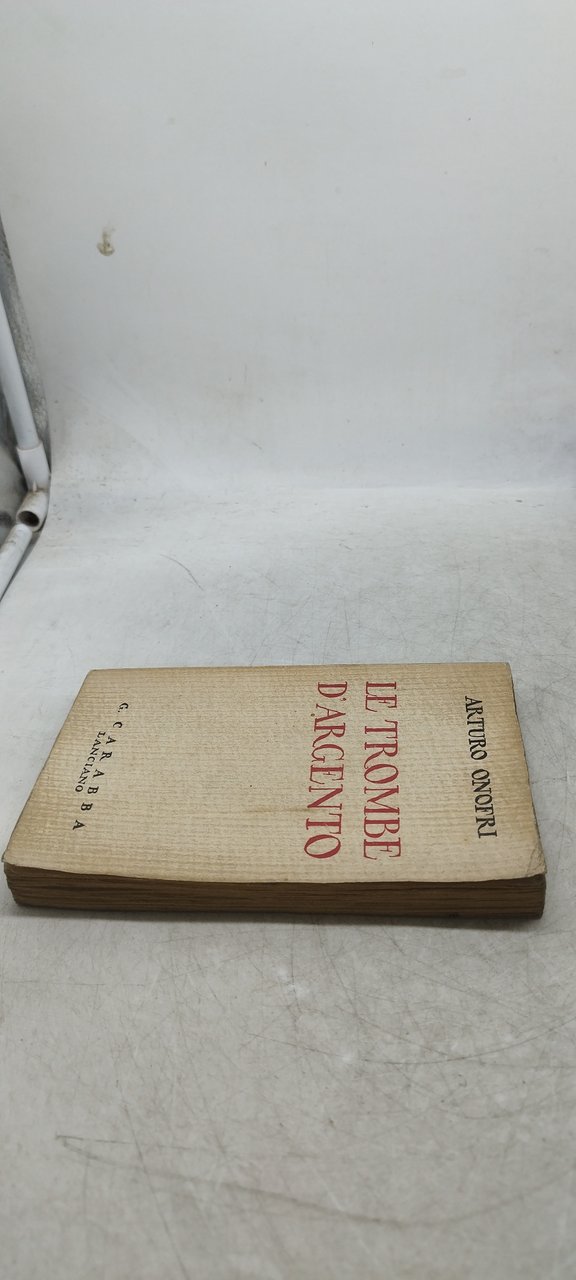 ARTURO ONOFRI
LE TROMBE
D'ARGENTO
G. CARABBA
LANCIANO